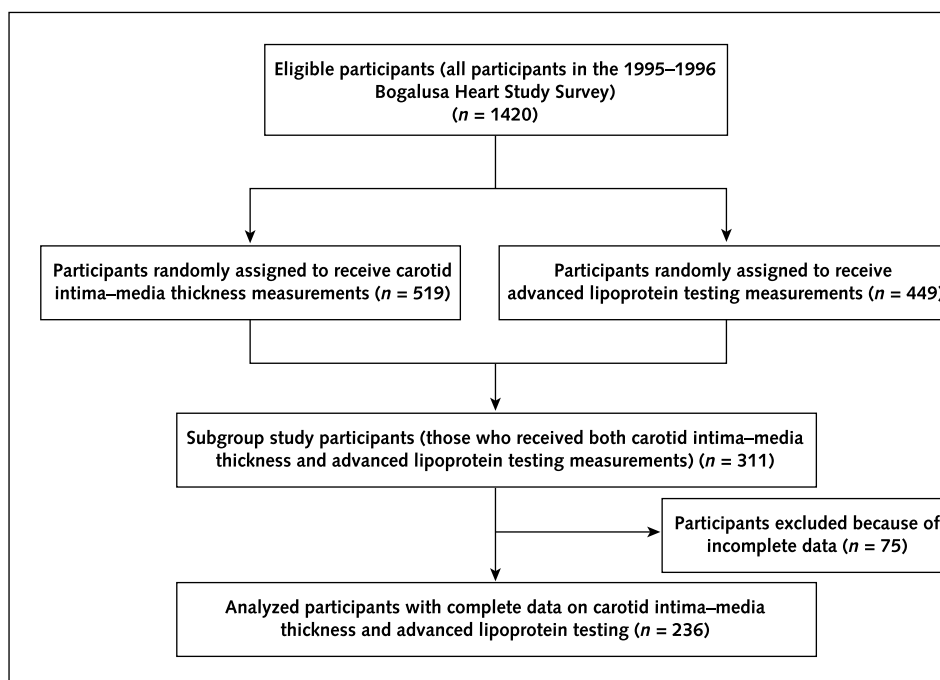 Eligible participants (all participants in the 1995–1996
Bogalusa Heart Study Survey)
(n = 1420)
Participants randomly assigned to receive carotid
intima–media thickness measurements (n = 519)
Participants randomly assigned to receive
advanced lipoprotein testing measurements (n = 449)
Subgroup study participants (those who received both carotid intima–media
thickness and advanced lipoprotein testing measurements) (n = 311)
Participants excluded because of
incomplete data (n = 75)
Analyzed participants with complete data on carotid intima–media
thickness and advanced lipoprotein testing (n = 236)